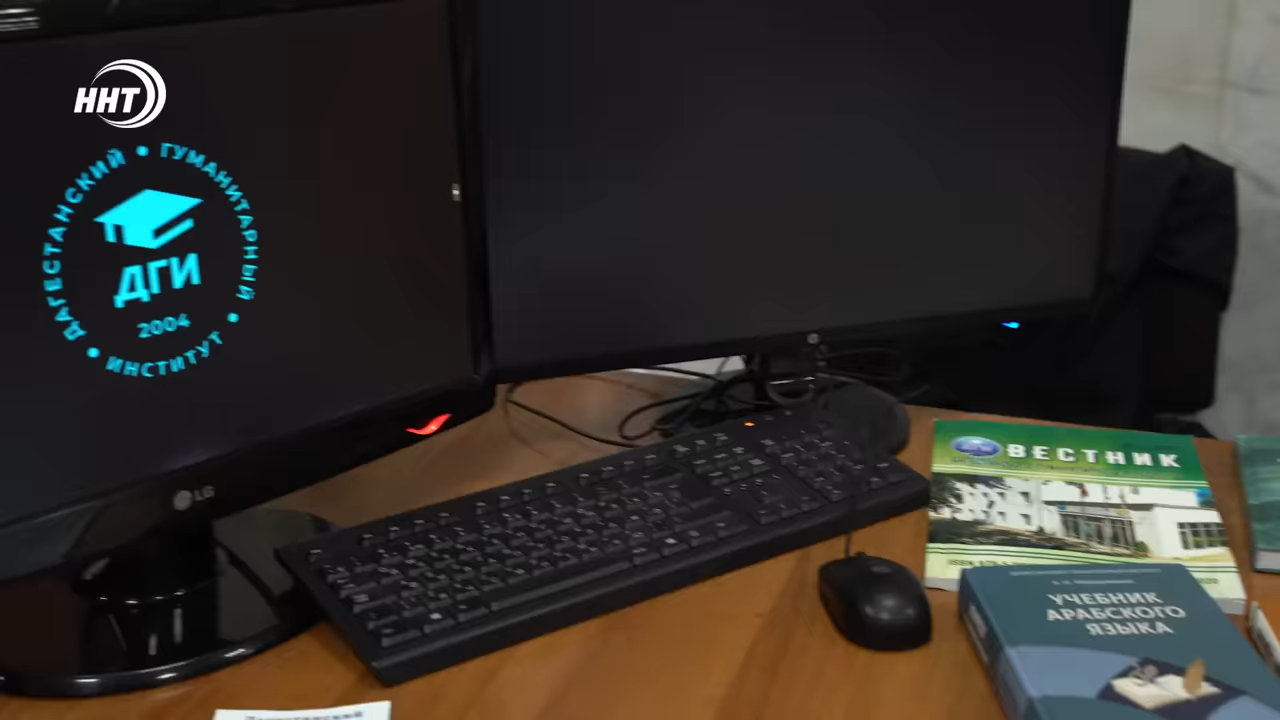 ННТ
ДАГЕСТАНСКИЙ • ГУМАНИТАРНЫЙ • ИНСТИТУТ •
ДГИ
2004
LG
ВЕСТНИК
УЧЕБНИК
АРАБСКОГО
ЯЗЫКА